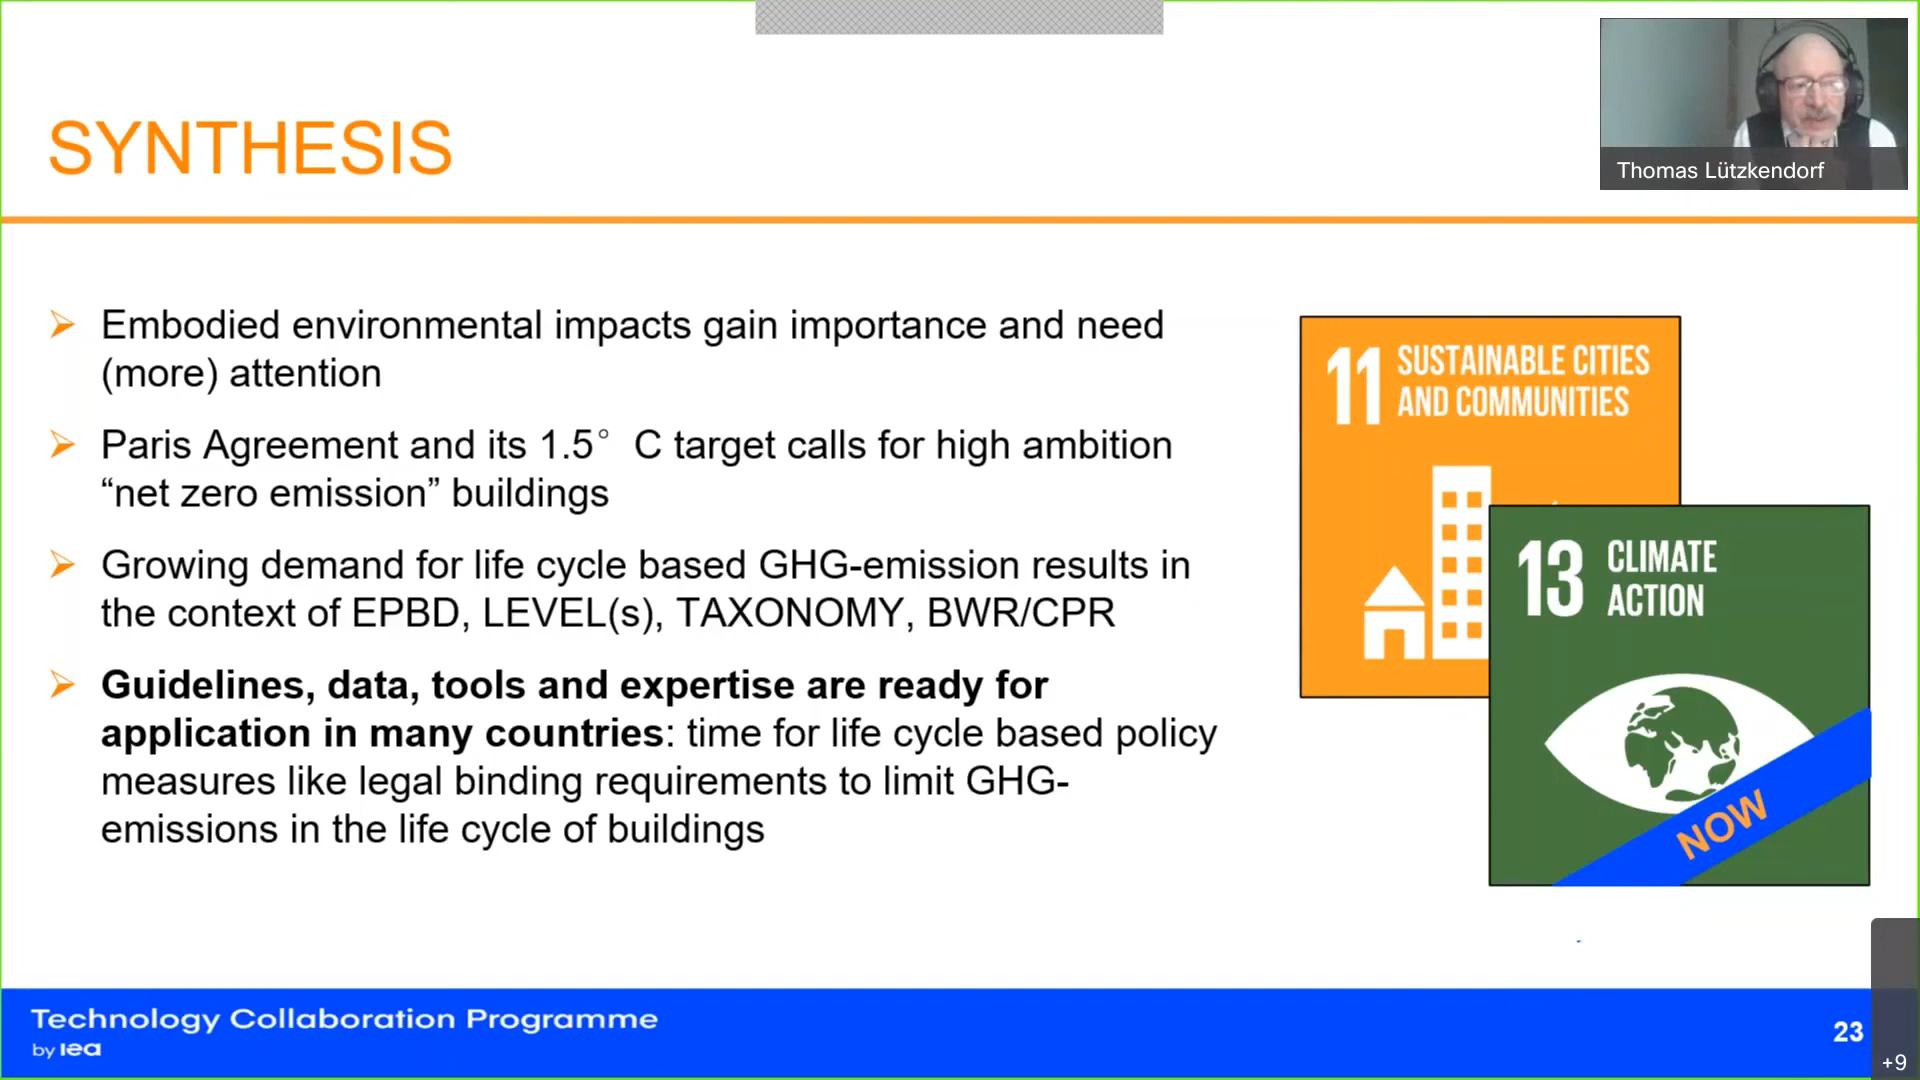 SYNTHESIS
Thomas Lützkendorf
Embodied environmental impacts gain importance and need
(more) attention
Paris Agreement and its 1.5° C target calls for high ambition
“net zero emission” buildings
Growing demand for life cycle based GHG-emission results in
the context of EPBD, LEVEL(s), TAXONOMY, BWR/CPR
Guidelines, data, tools and expertise are ready for
application in many countries: time for life cycle based policy
measures like legal binding requirements to limit GHG-
emissions in the life cycle of buildings
11 SUSTAINABLE CITIES
AND COMMUNITIES
13 CLIMATE
ACTION
NOW
Technology Collaboration Programme
by iea
23
+9